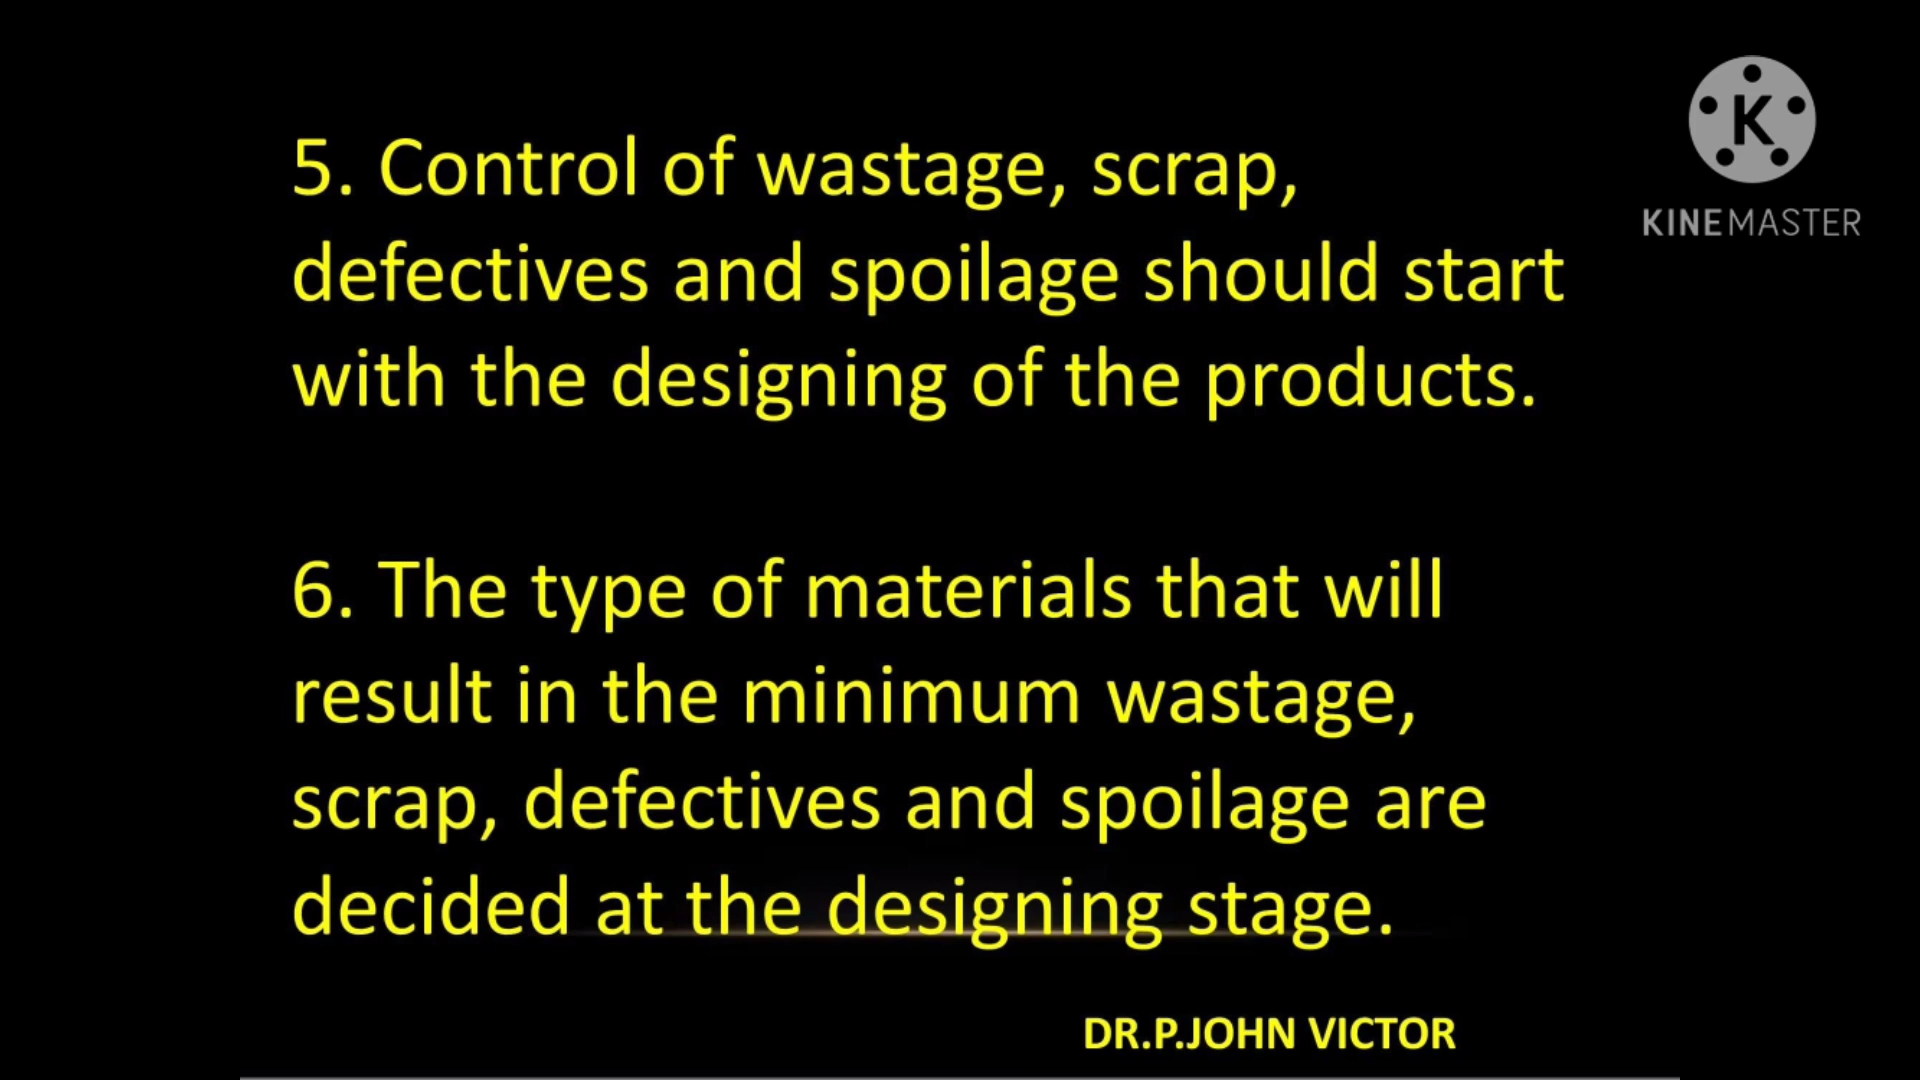 5. Control of wastage, scrap,
defectives and spoilage should start
with the designing of the products.
6. The type of materials that will
result in the minimum wastage,
scrap, defectives and spoilage are
decided at the designing stage.
DR.P.JOHN VICTOR
K
KINEMASTER